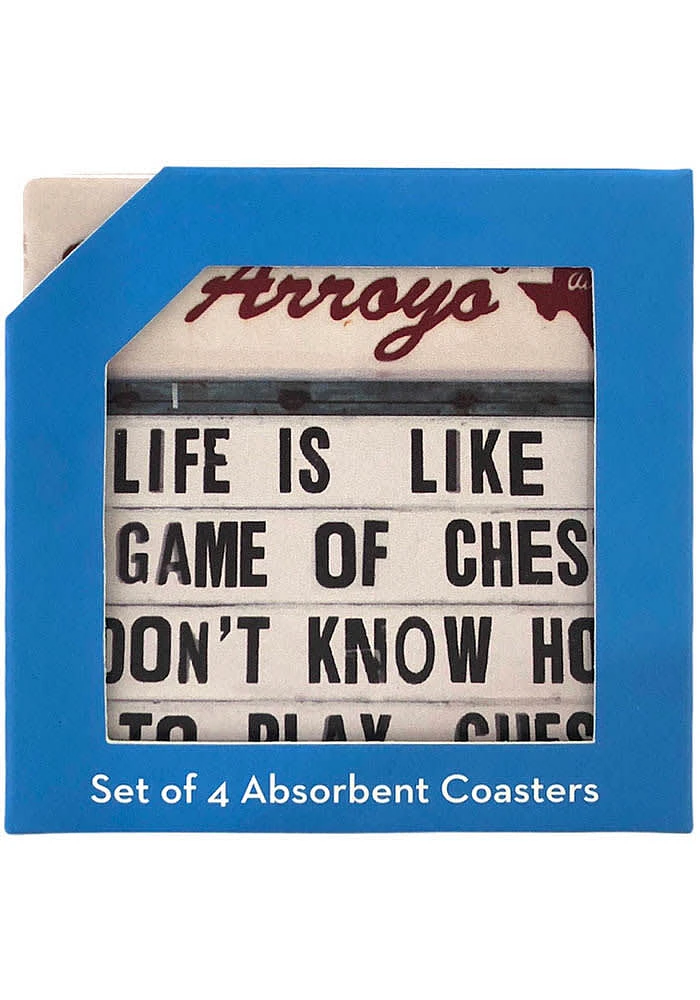 Arroyo
LIFE IS LIKE
GAME OF CHES
DON'T KNOW HO
TO PLAY CHES
Set of 4 Absorbent Coasters